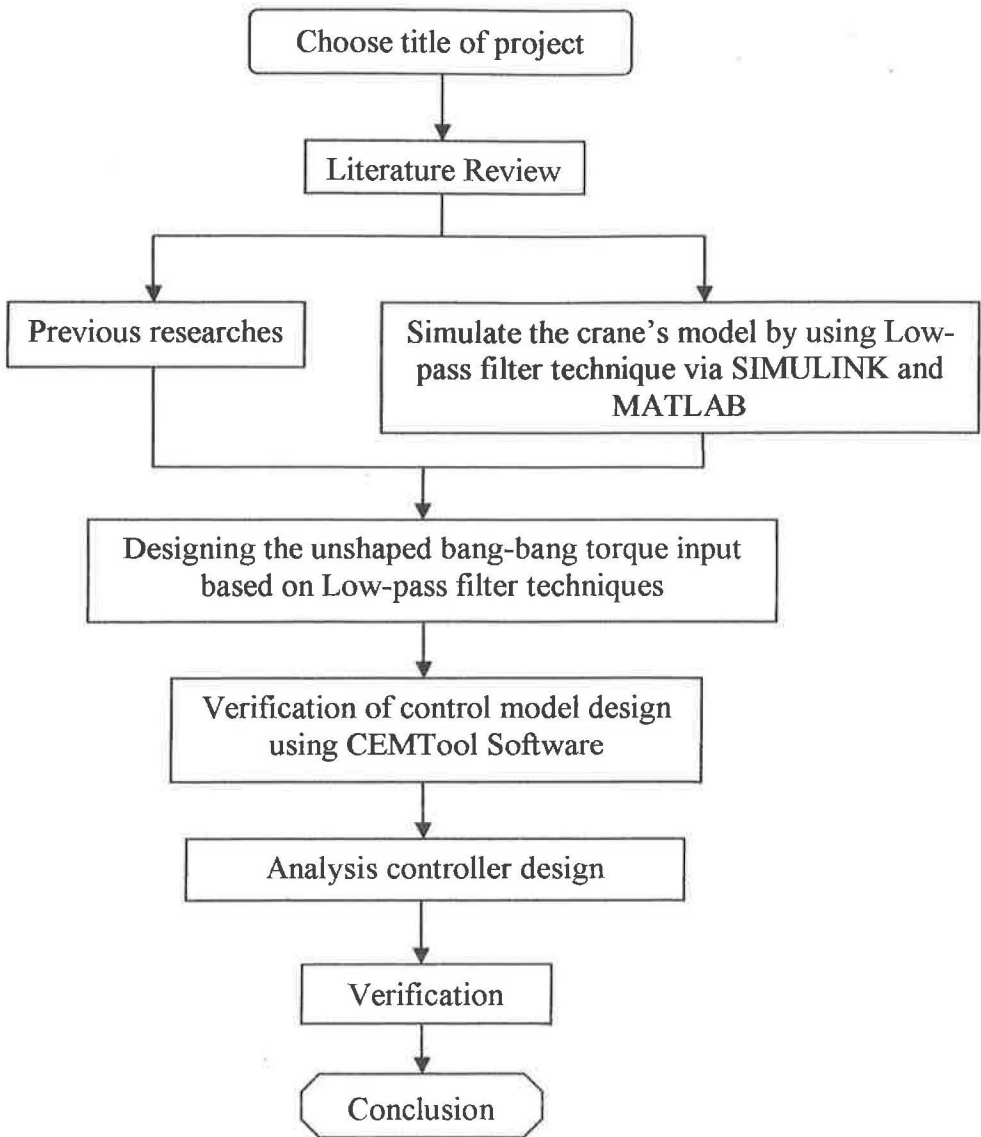 Choose title of project
Literature Review
Previous researches
Simulate the crane's model by using Low-
pass filter technique via SIMULINK and
MATLAB
Designing the unshaped bang-bang torque input
based on Low-pass filter techniques
Verification of control model design
using CEMTool Software
Analysis controller design
Verification
Conclusion